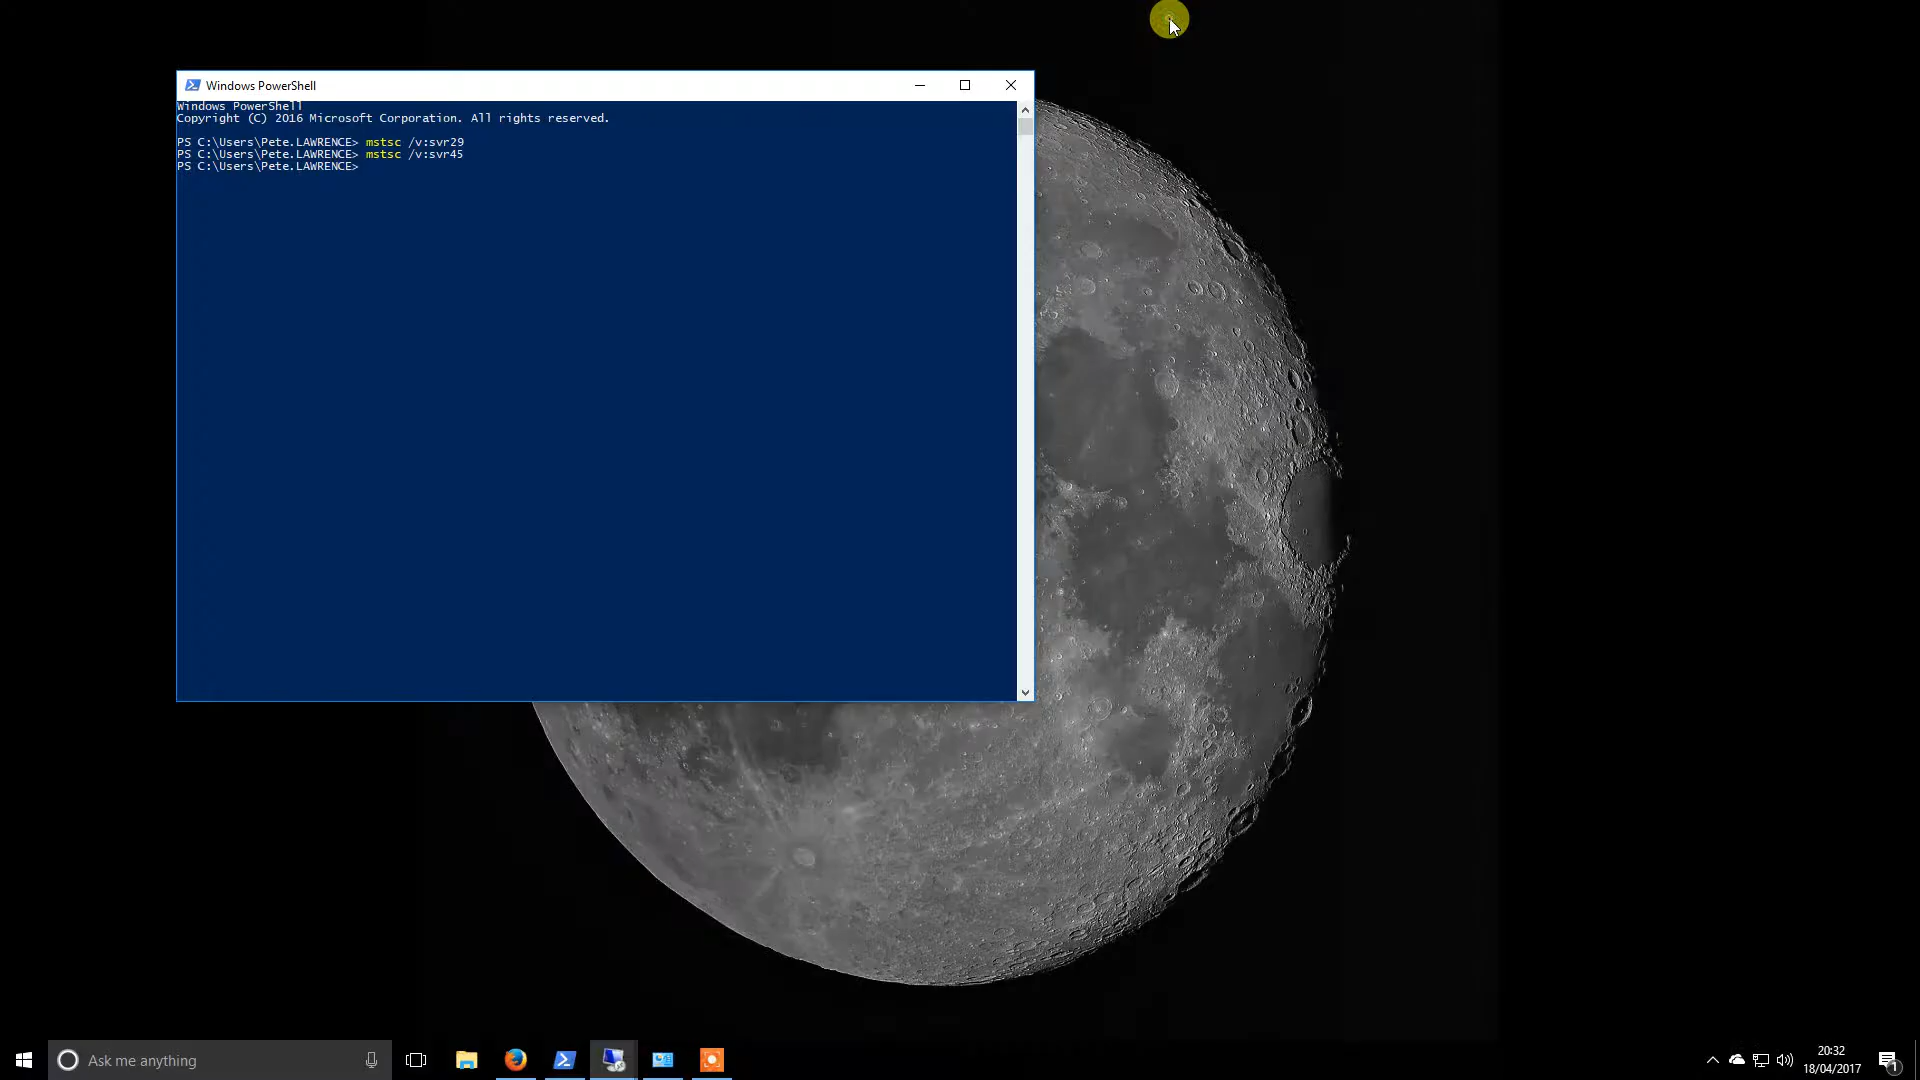 Windows PowerShell
Windows PowerShell
Copyright (C) 2016 Microsoft Corporation. All rights reserved.
PS C:\Users\Pete.LAWRENCE> mstsc /v:svr29
PS C:\Users\Pete.LAWRENCE> mstsc /v:svr45
PS C:\Users\Pete.LAWRENCE>
Ask me anything
20:32
18/04/2017
1